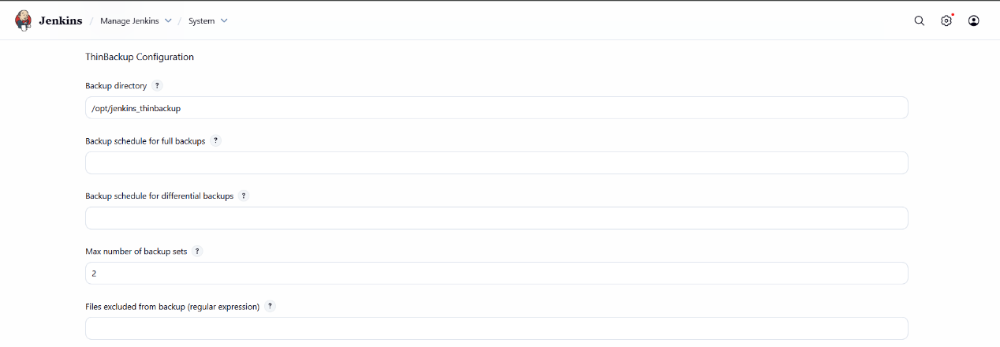 Jenkins / Manage Jenkins / System
ThinBackup Configuration
Backup directory ?
/opt/jenkins_thinbackup
Backup schedule for full backups ?
Backup schedule for differential backups ?
Max number of backup sets ?
2
Files excluded from backup (regular expression) ?